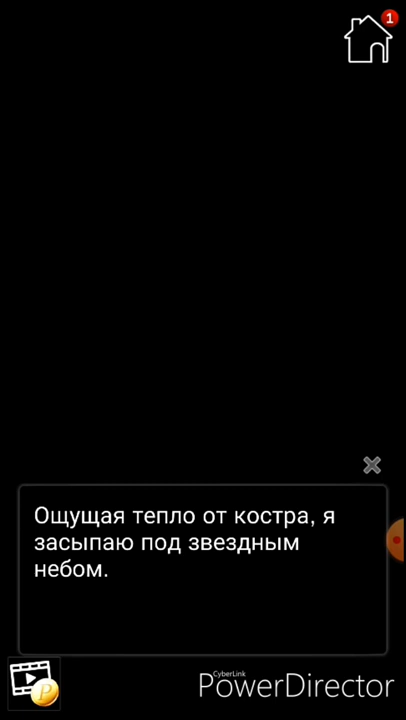 1
Ощущая тепло от костра, я
засыпаю под звездным
небом.
P
CyberLink
PowerDirector